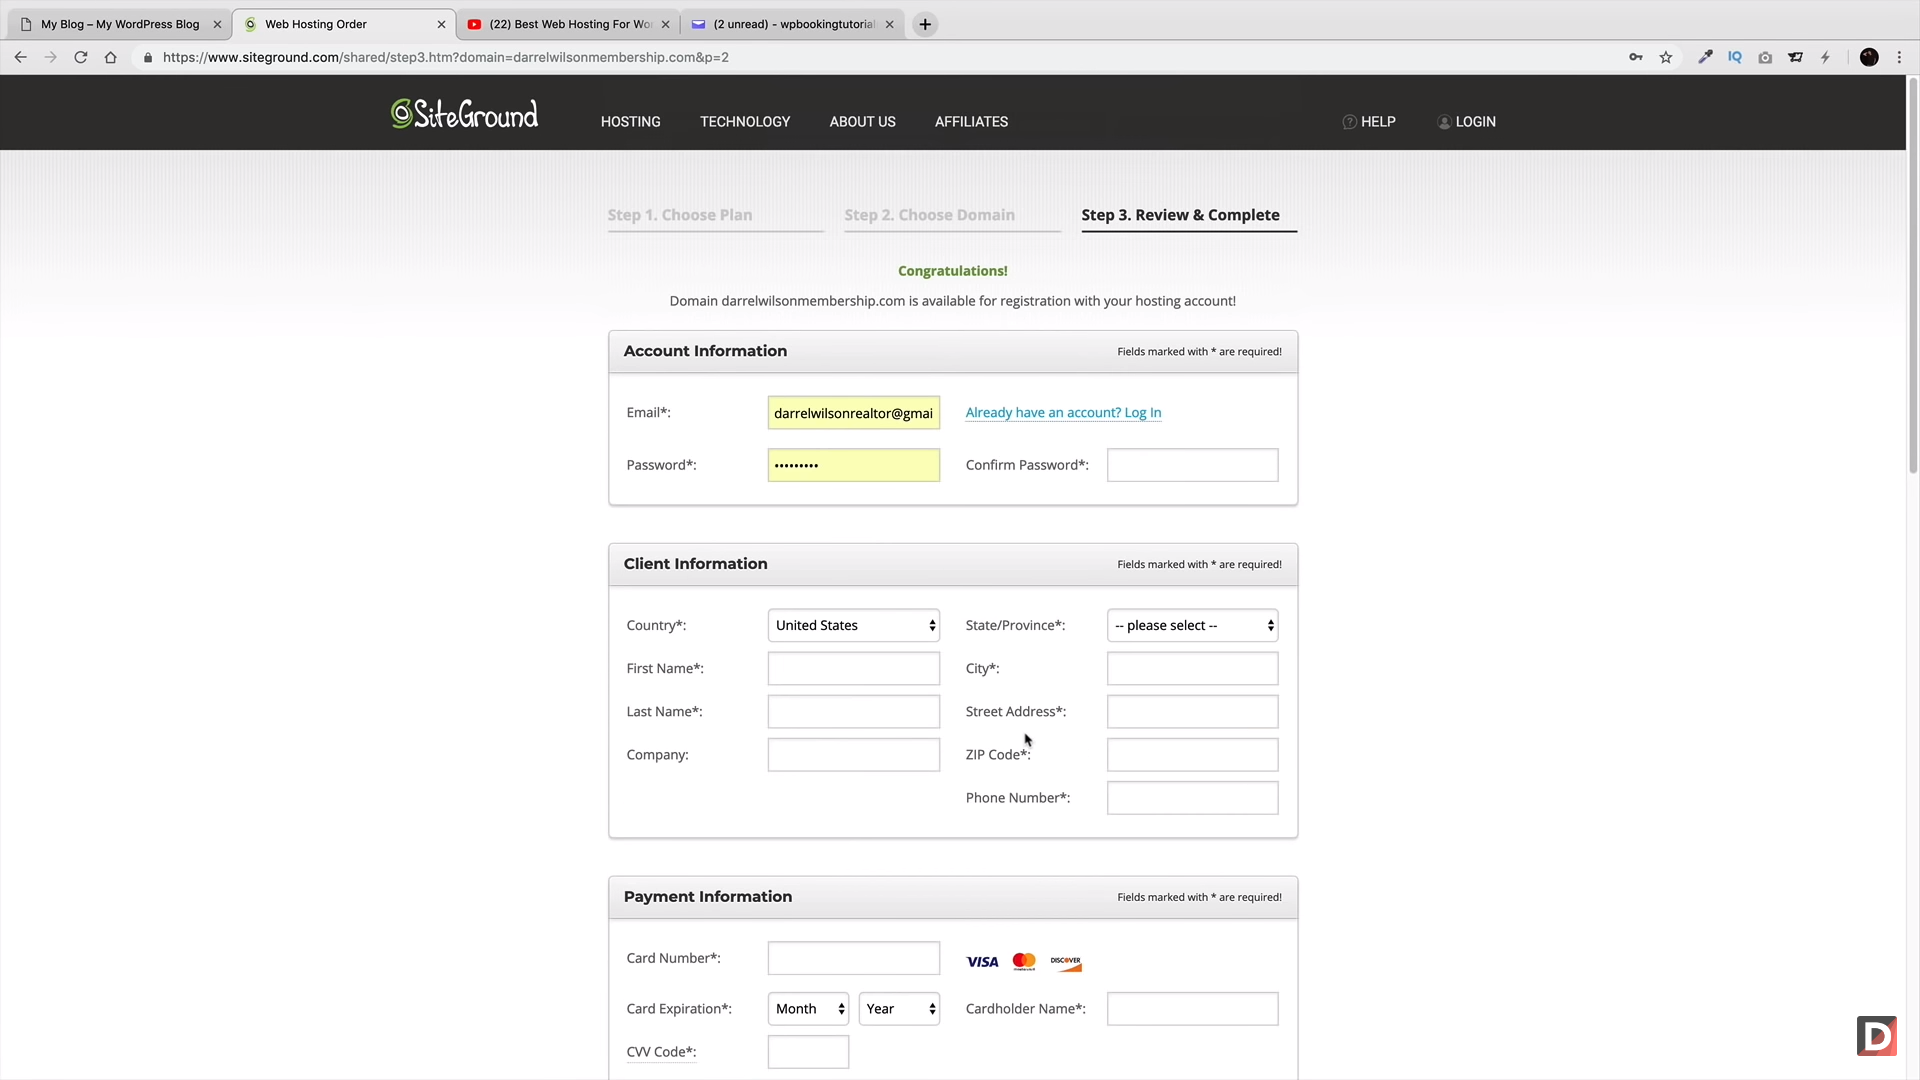 My Blog – My WordPress Blog
Web Hosting Order
(22) Best Web Hosting For Wo
(2 unread) - wpbookingtutoria
https://www.siteground.com/shared/step3.htm?domain=darrelwilsonmembership.com&p=2
IQ
SiteGround
HOSTING
TECHNOLOGY
ABOUT US
AFFILIATES
HELP
LOGIN
Step 1. Choose Plan
Step 2. Choose Domain
Step 3. Review & Complete
Congratulations!
Domain darrelwilsonmembership.com is available for registration with your hosting account!
Account Information
Fields marked with * are required!
Email*:
darrelwilsonrealtor@gmai
Already have an account? Log In
Password*:
•••••••••
Confirm Password*:
Client Information
Fields marked with * are required!
Country*:
United States
State/Province*:
-- please select --
First Name*:
City*:
Last Name*:
Street Address*:
Company:
ZIP Code*:
Phone Number*:
Payment Information
Fields marked with * are required!
Card Number*:
VISA
DISCOVER
Card Expiration*:
Month
Year
Cardholder Name*:
CVV Code*:
D